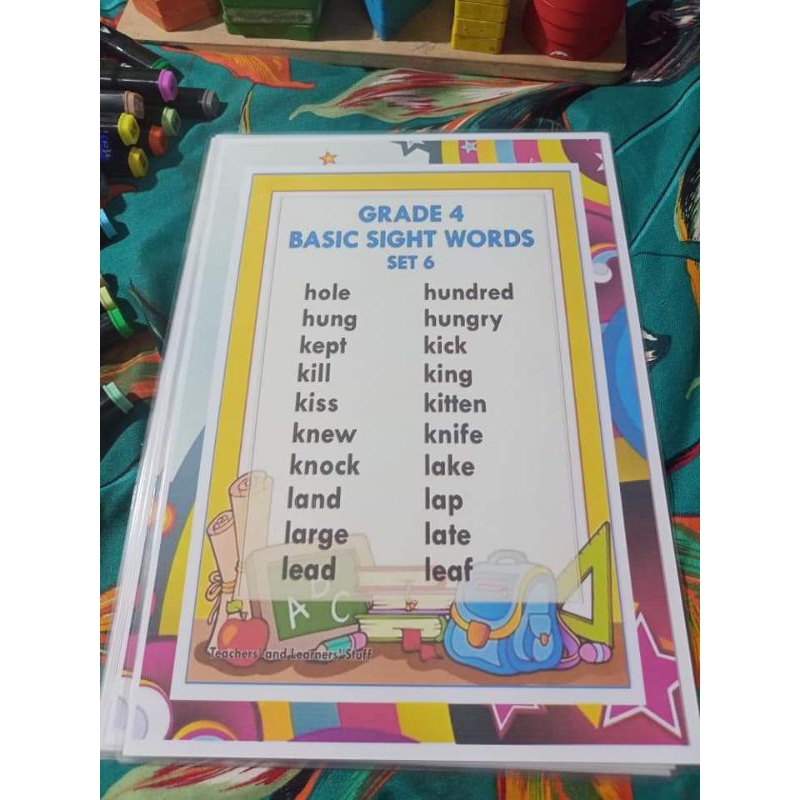 GRADE 4
BASIC SIGHT WORDS
SET 6
hole hundred
hung hungry
kept kick
kill king
kiss kitten
knew knife
knock lake
land lap
large late
lead leaf
A B C
Teachers' and Learners' Stuff